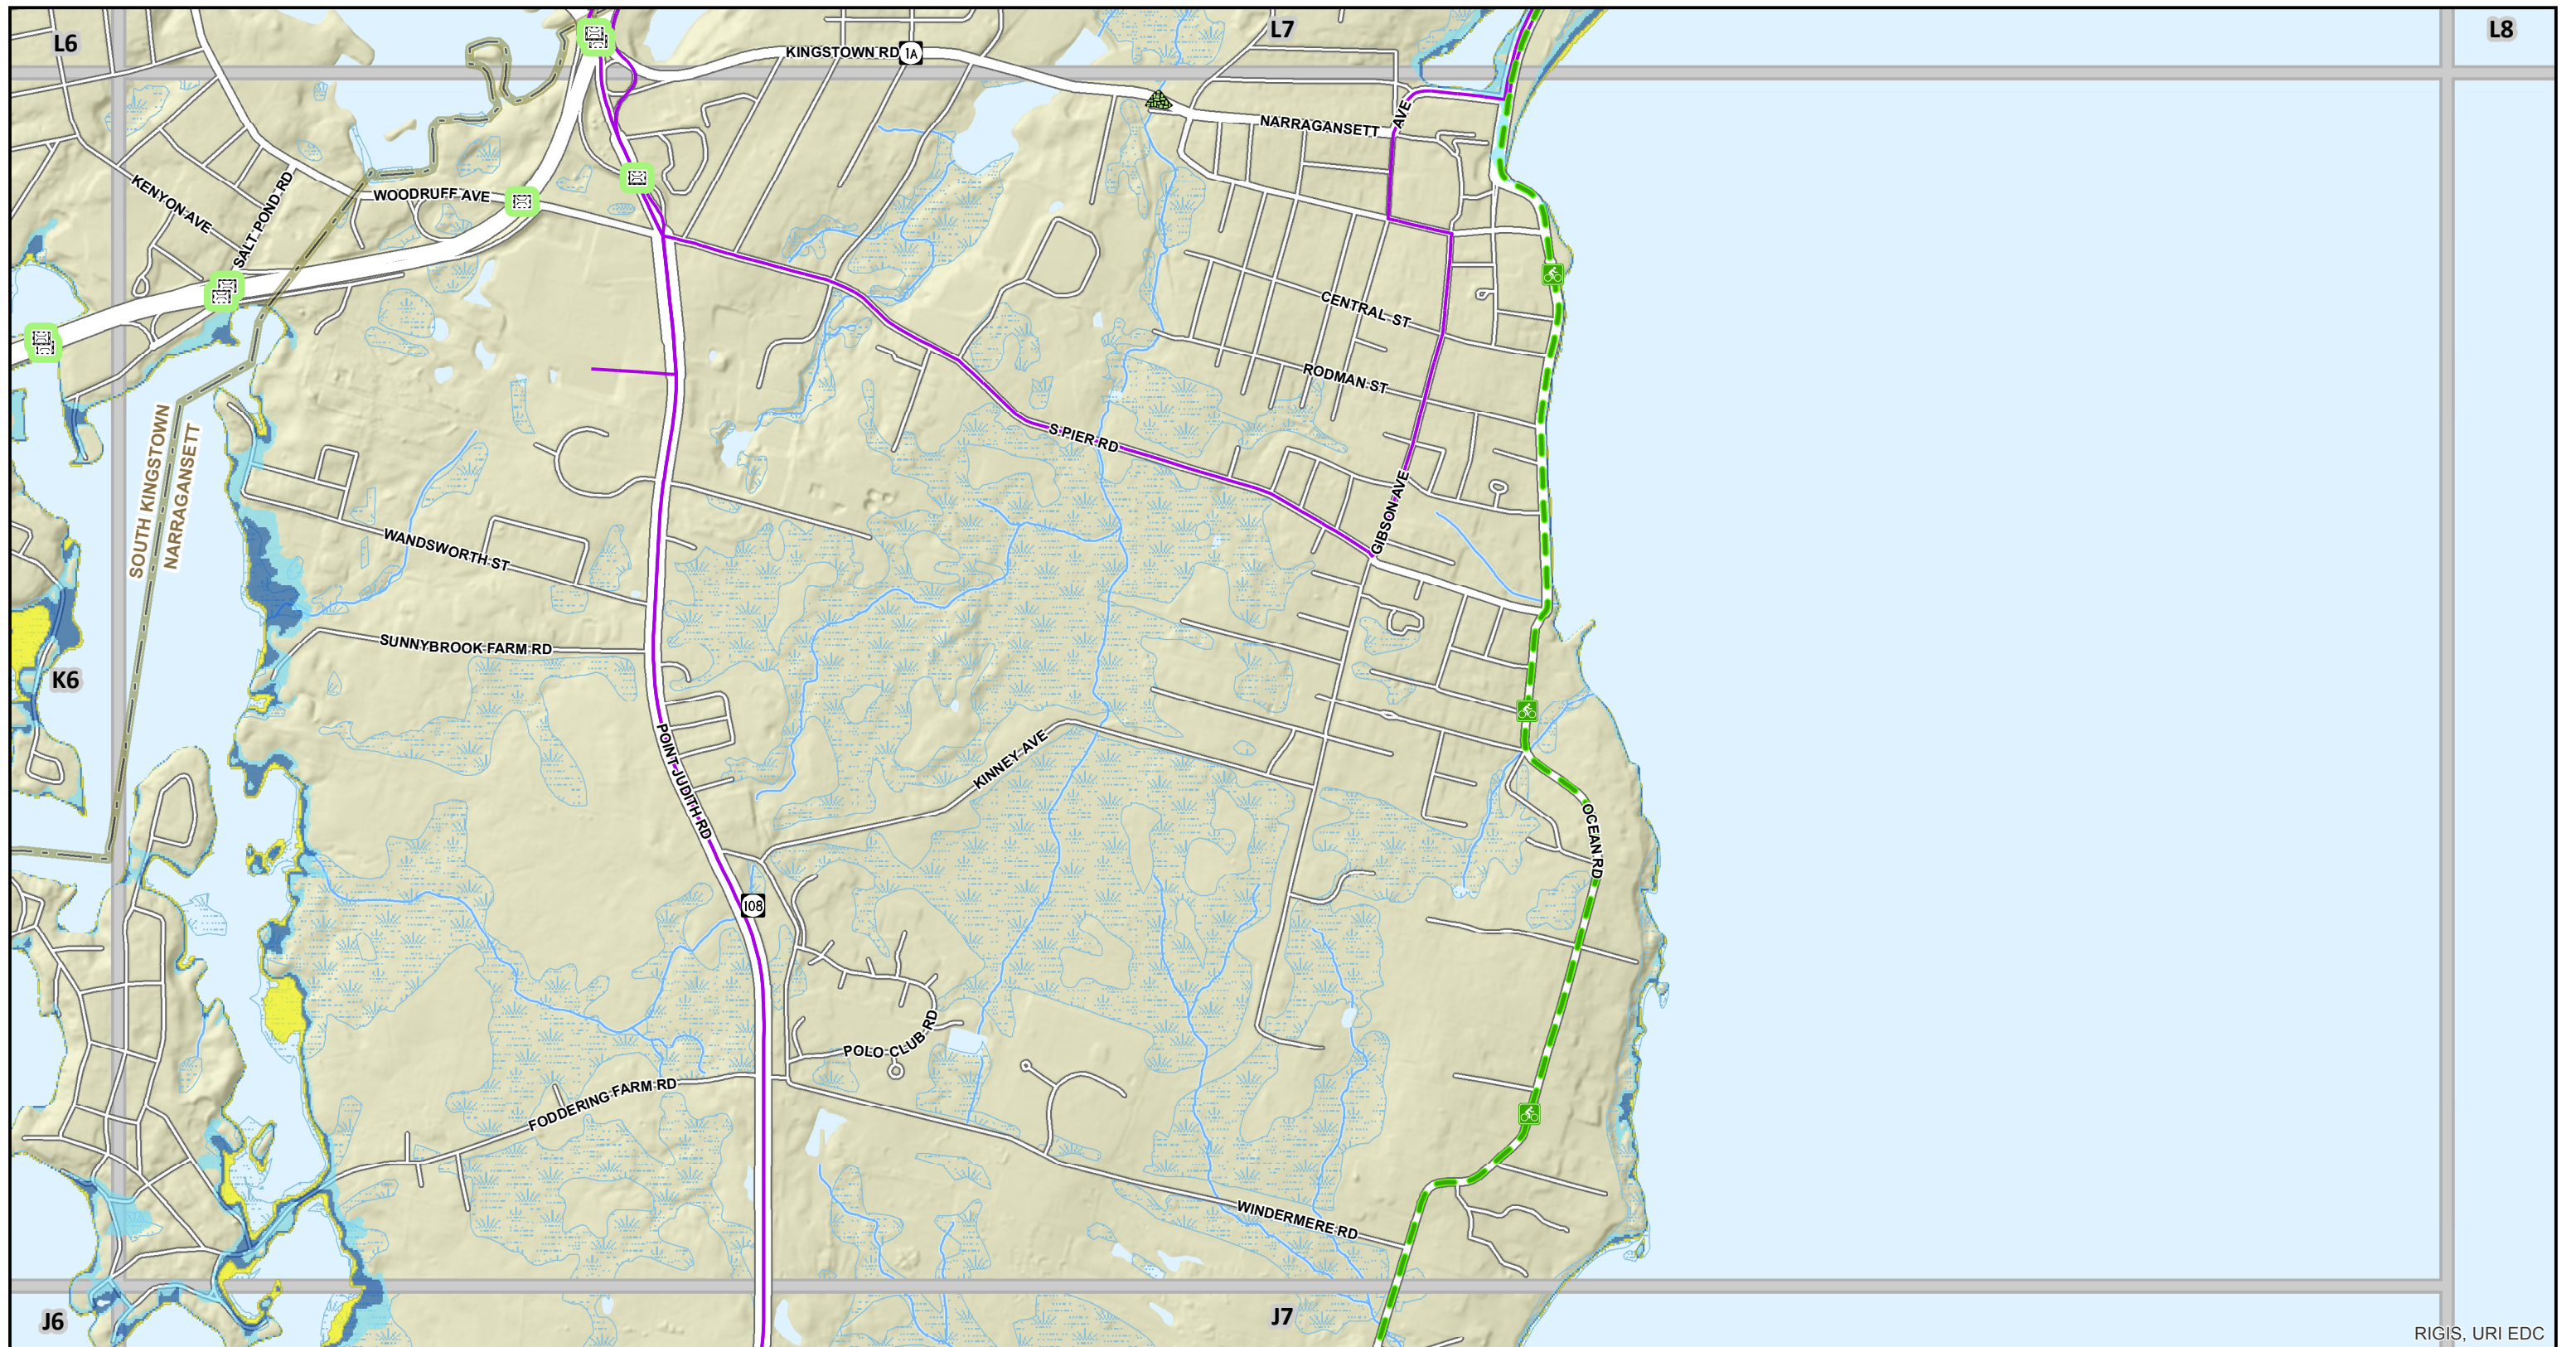 L6
L7
L8
KINGSTOWN RD
1A
NARRAGANSETT AVE
KENYON AVE
SALT POND RD
WOODRUFF AVE
CENTRAL ST
RODMAN ST
S PIER RD
GIBSON AVE
SOUTH KINGSTOWN
NARRAGANSETT
WANDSWORTH ST
SUNNYBROOK FARM RD
K6
POINT JUDITH RD
KINNEY AVE
OCEAN RD
108
POLO CLUB RD
FODDERING FARM RD
WINDERMERE RD
J6
J7
RIGIS, URI EDC